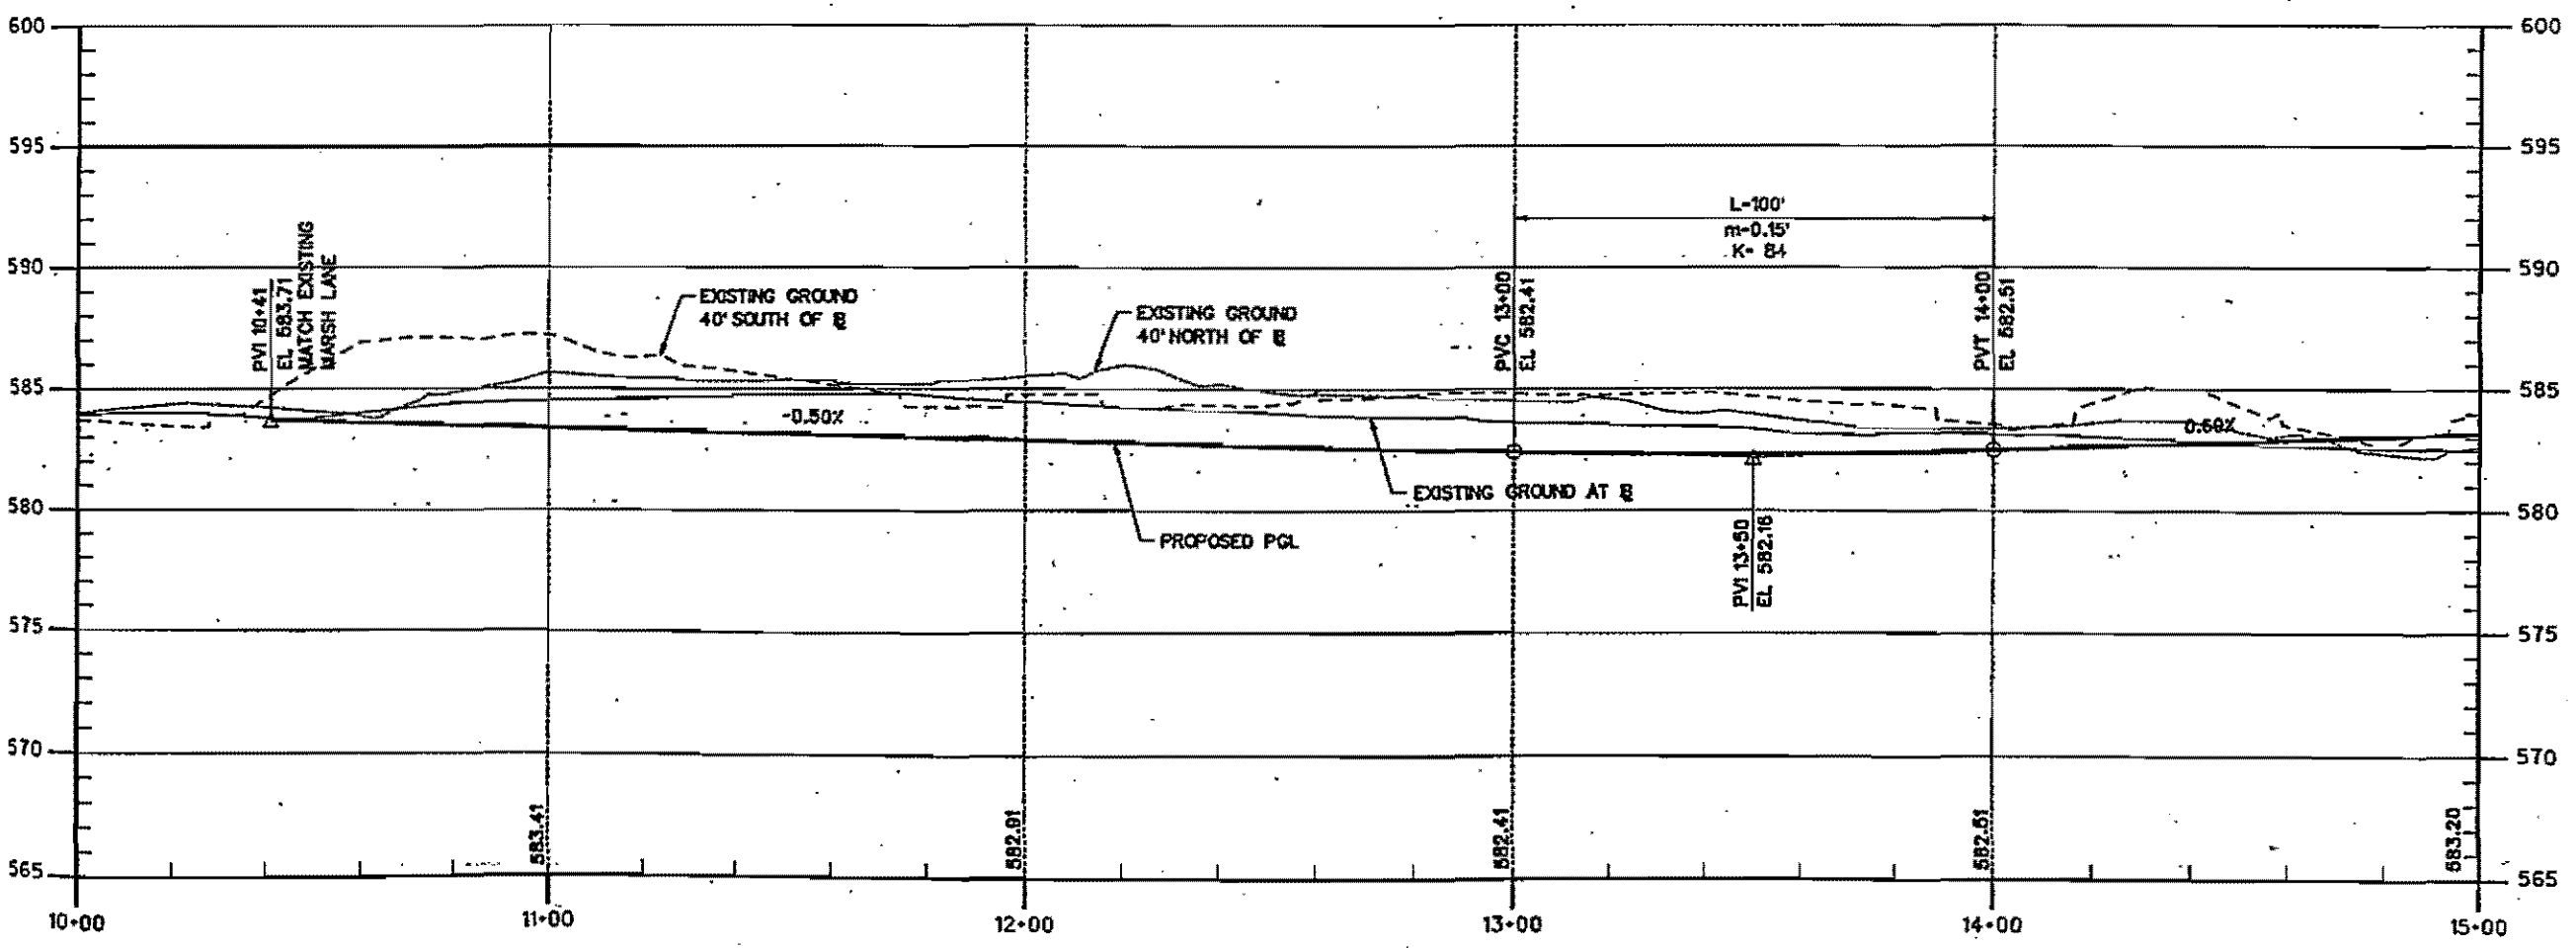 600
600
595
595
L-100'
m-0.15'
K- 84
590
590
PVI 10+41
EL 583.71
MATCH EXISTING
MARSH LANE
EXISTING GROUND
40' SOUTH OF
EXISTING GROUND
40' NORTH OF
PVC 13+00
EL 582.41
PVT 14+00
EL 582.51
585
585
-0.50%
EXISTING GROUND AT
580
580
PROPOSED PGL
PVI 13+50
EL 582.16
575
575
570
570
583.41
582.91
582.41
582.51
583.20
565
565
10+00
11+00
12+00
13+00
14+00
15+00